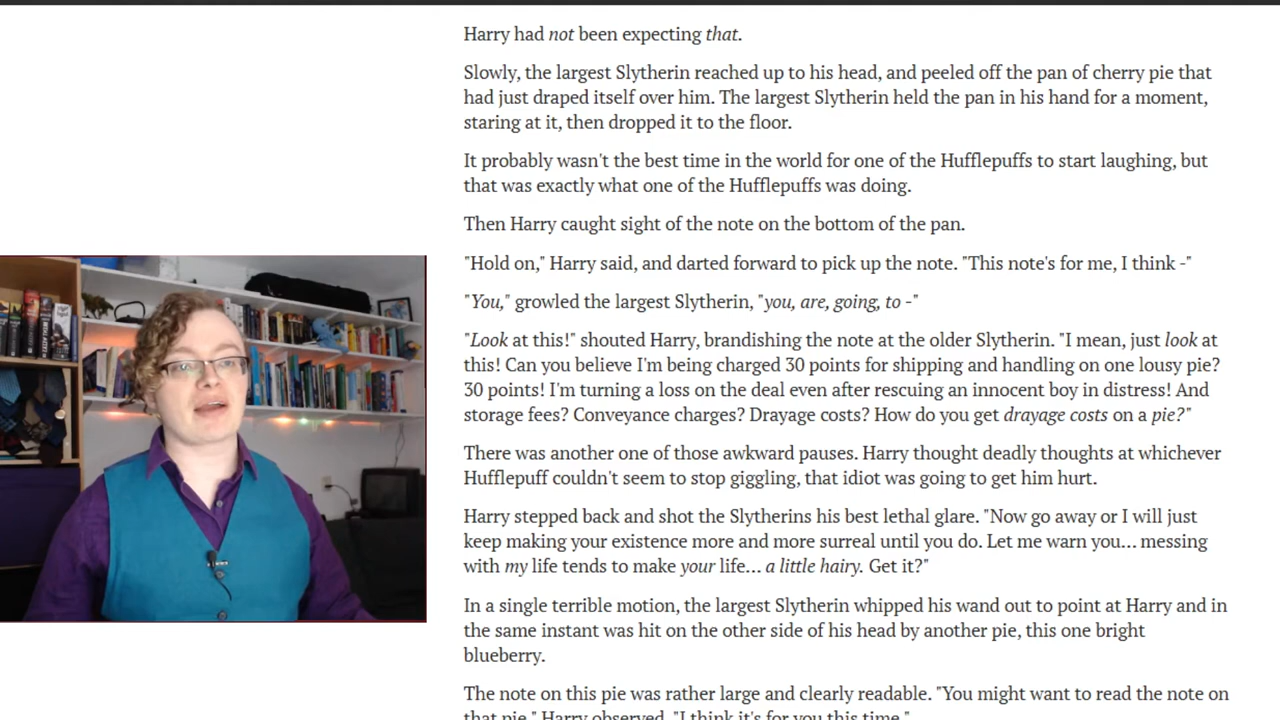 Harry had not been expecting that.
Slowly, the largest Slytherin reached up to his head, and peeled off the pan of cherry pie that
had just draped itself over him. The largest Slytherin held the pan in his hand for a moment,
staring at it, then dropped it to the floor.
It probably wasn't the best time in the world for one of the Hufflepuffs to start laughing, but
that was exactly what one of the Hufflepuffs was doing.
Then Harry caught sight of the note on the bottom of the pan.
"Hold on," Harry said, and darted forward to pick up the note. "This note's for me, I think -"
"You," growled the largest Slytherin, "you, are, going, to -"
"Look at this!" shouted Harry, brandishing the note at the older Slytherin. "I mean, just look at
this! Can you believe I'm being charged 30 points for shipping and handling on one lousy pie?
30 points! I'm turning a loss on the deal even after rescuing an innocent boy in distress! And
storage fees? Conveyance charges? Drayage costs? How do you get drayage costs on a pie?"
There was another one of those awkward pauses. Harry thought deadly thoughts at whichever
Hufflepuff couldn't seem to stop giggling, that idiot was going to get him hurt.
Harry stepped back and shot the Slytherins his best lethal glare. "Now go away or I will just
keep making your existence more and more surreal until you do. Let me warn you... messing
with my life tends to make your life... a little hairy. Get it?"
In a single terrible motion, the largest Slytherin whipped his wand out to point at Harry and in
the same instant was hit on the other side of his head by another pie, this one bright
blueberry.
The note on this pie was rather large and clearly readable. "You might want to read the note on
that pie," Harry observed. "I think it's for you this time."